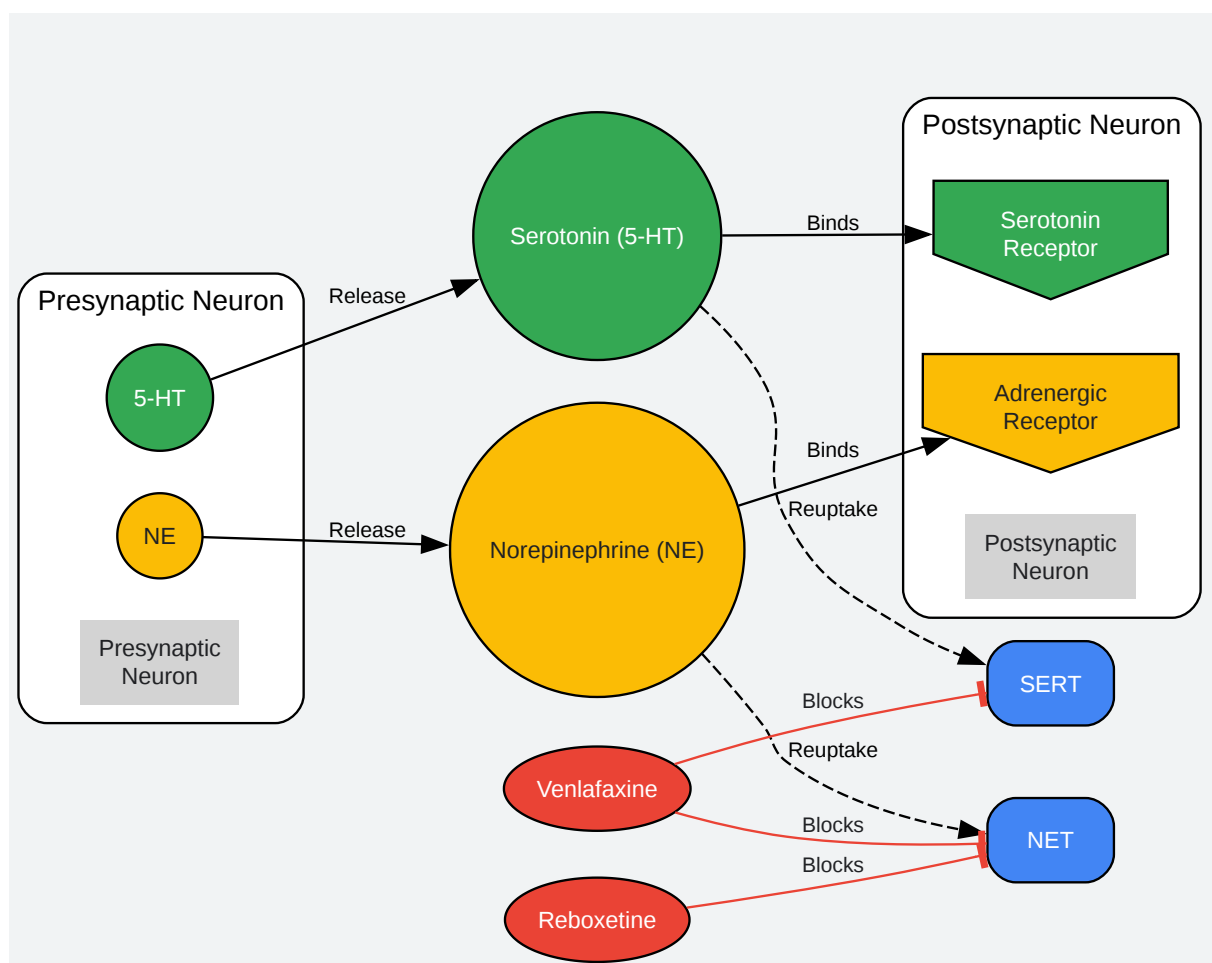 Postsynaptic Neuron
Serotonin (5-HT)
Binds
Serotonin
Receptor
Presynaptic Neuron
Release
5-HT
Adrenergic
Receptor
Binds
Reuptake
NE
Release
Norepinephrine (NE)
Postsynaptic
Neuron
Presynaptic
Neuron
SERT
Blocks
Reuptake
Venlafaxine
Blocks
NET
Blocks
Reboxetine